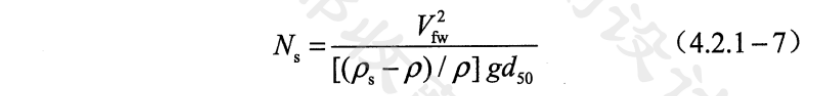 N_s = V_fw^2 / {[(ρ_s − ρ) / ρ] g d_50} （4.2.1－7）